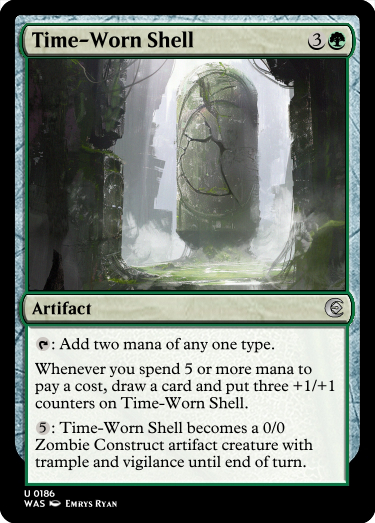 Time-Worn Shell 3
Artifact
: Add two mana of any one type.
Whenever you spend 5 or more mana to
pay a cost, draw a card and put three +1/+1
counters on Time-Worn Shell.
5: Time-Worn Shell becomes a 0/0
Zombie Construct artifact creature with
trample and vigilance until end of turn.
U 0186
WAS Emrys Ryan